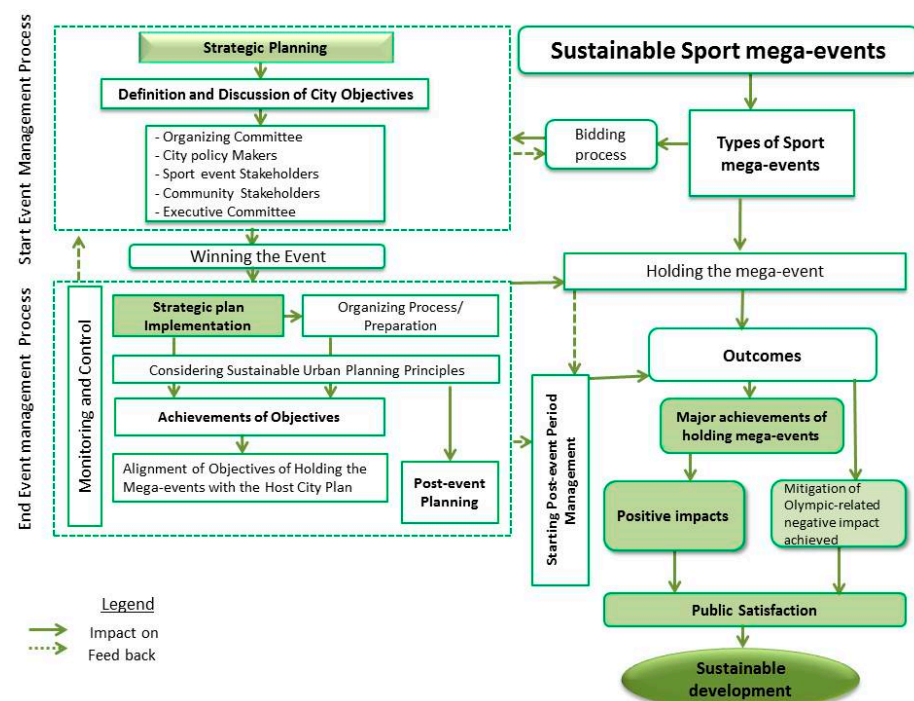 Start Event Management Process
Strategic Planning
Definition and Discussion of City Objectives
- Organizing Committee
- City policy Makers
- Sport event Stakeholders
- Community Stakeholders
- Executive Committee
Sustainable Sport mega-events
Bidding
process
Types of Sport
mega-events
Winning the Event
Holding the mega-event
End Event management Process
Monitoring and Control
Strategic plan
Implementation
Organizing Process/
Preparation
Considering Sustainable Urban Planning Principles
Achievements of Objectives
Alignment of Objectives of Holding the
Mega-events with the Host City Plan
Post-event
Planning
Starting Post-event Period
Management
Outcomes
Major achievements of
holding mega-events
Positive impacts
Mitigation of
Olympic-related
negative impact
achieved
Public Satisfaction
Sustainable
development
Legend
Impact on
Feed back